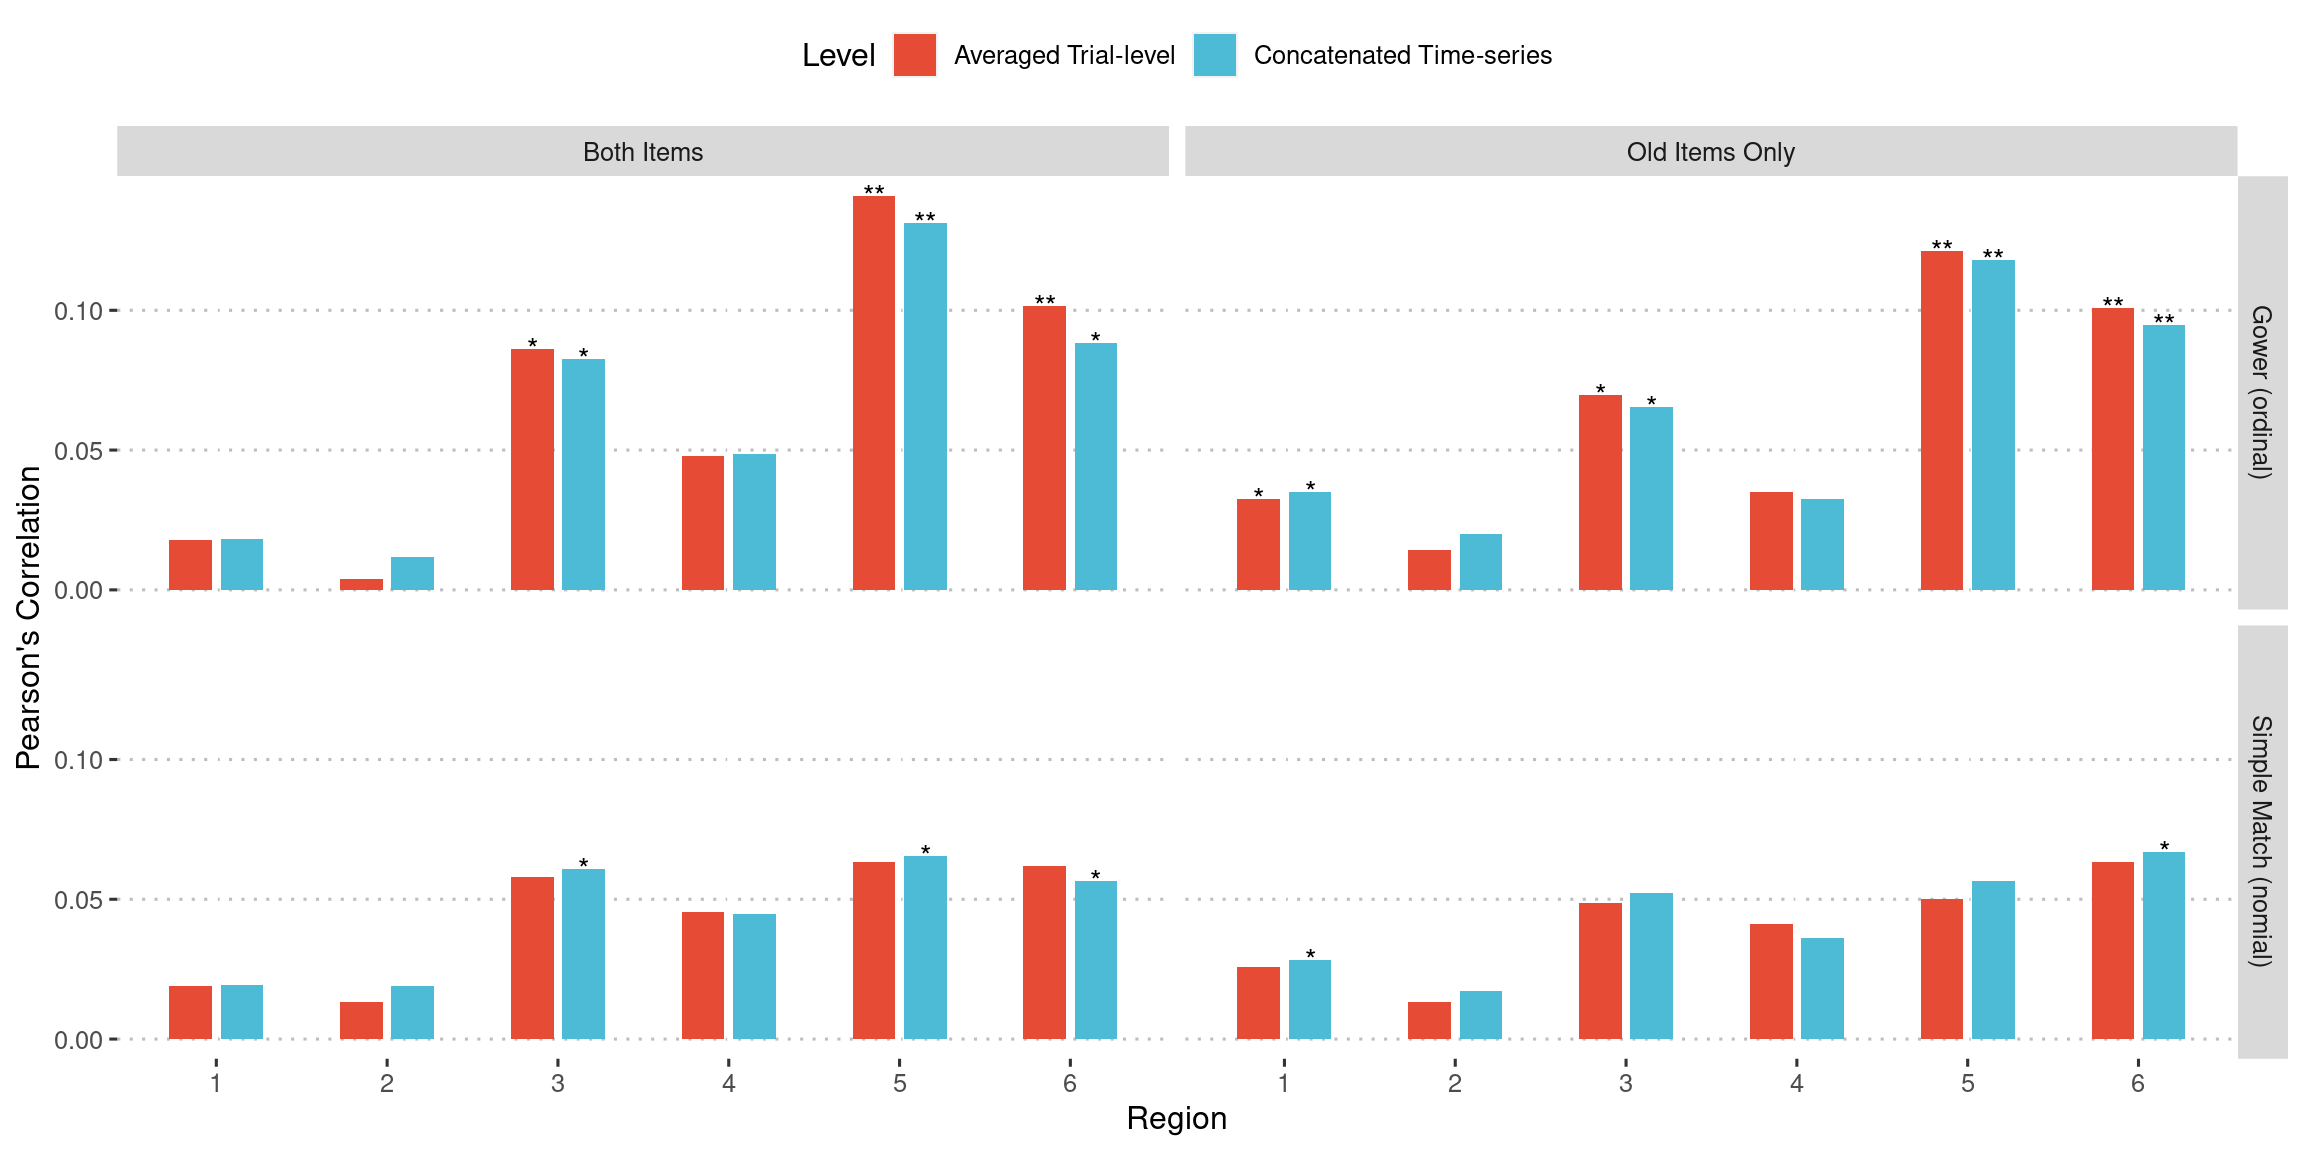 Level Averaged Trial-level Concatenated Time-series
Both Items Old Items Only
** **
** **
** * ** **
* * * *
* *
0.10
0.05
0.00
Gower (ordinal)
Pearson's Correlation
* * * *
*
*
0.10
0.05
0.00
Simple Match (nomial)
1 2 3 4 5 6 1 2 3 4 5 6
Region